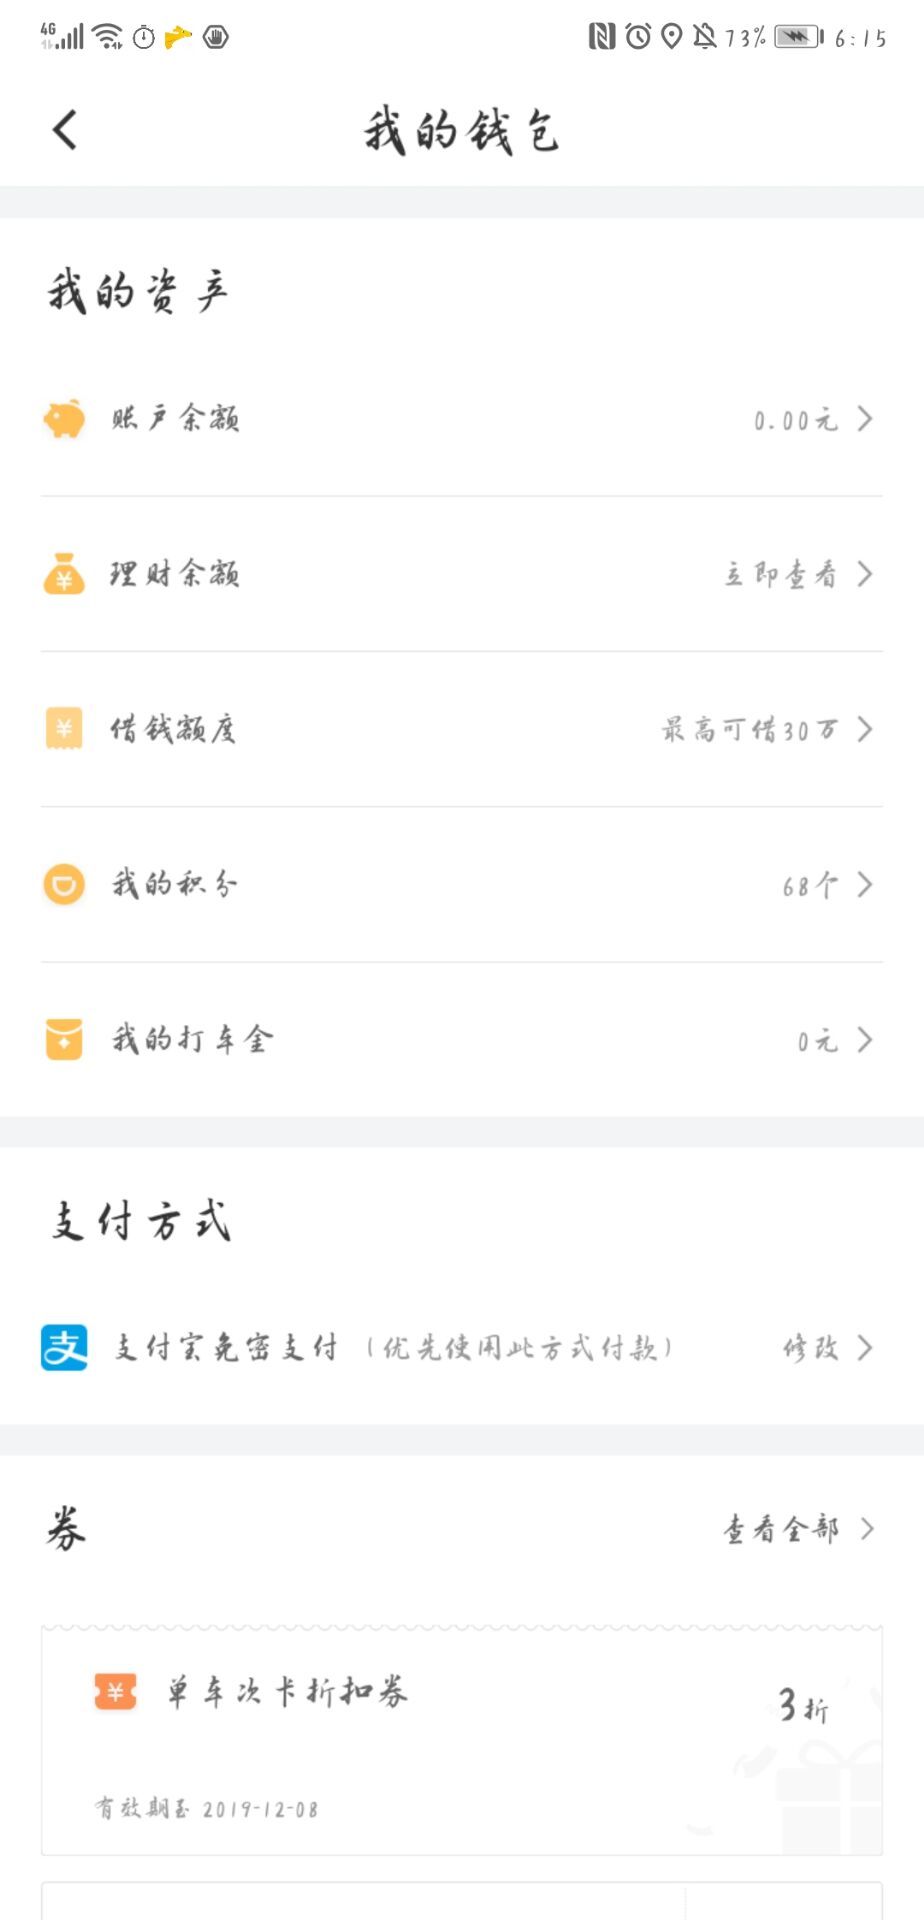 4G 73% 6:15
我的钱包
我的资产
账户余额 0.00元
理财余额 立即查看
借钱额度 最高可借30万
我的积分 68个
我的打车金 0元
支付方式
支 支付宝免密支付 (优先使用此方式付款) 修改
券 查看全部
单车次卡折扣券 3折
有效期至 2019-12-08